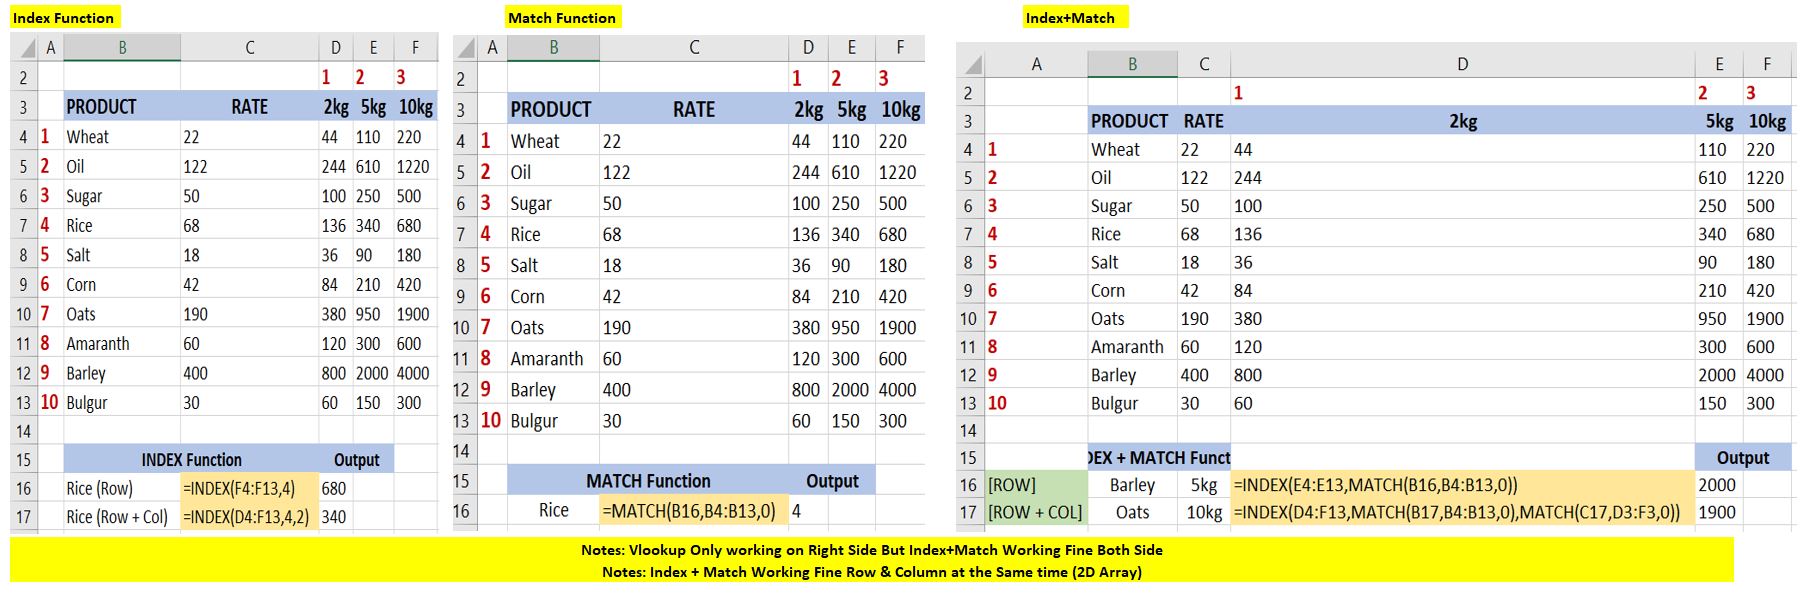 Index Function
A B C D E F
2 1 2 3
3 PRODUCT RATE 2kg 5kg 10kg
4 1 Wheat 22 44 110 220
5 2 Oil 122 244 610 1220
6 3 Sugar 50 100 250 500
7 4 Rice 68 136 340 680
8 5 Salt 18 36 90 180
9 6 Corn 42 84 210 420
10 7 Oats 190 380 950 1900
11 8 Amaranth 60 120 300 600
12 9 Barley 400 800 2000 4000
13 10 Bulgur 30 60 150 300
14
15 INDEX Function Output
16 Rice (Row) =INDEX(F4:F13,4) 680
17 Rice (Row + Col) =INDEX(D4:F13,4,2) 340
Match Function
A B C D E F
2 1 2 3
3 PRODUCT RATE 2kg 5kg 10kg
4 1 Wheat 22 44 110 220
5 2 Oil 122 244 610 1220
6 3 Sugar 50 100 250 500
7 4 Rice 68 136 340 680
8 5 Salt 18 36 90 180
9 6 Corn 42 84 210 420
10 7 Oats 190 380 950 1900
11 8 Amaranth 60 120 300 600
12 9 Barley 400 800 2000 4000
13 10 Bulgur 30 60 150 300
14
15 MATCH Function Output
16 Rice =MATCH(B16,B4:B13,0) 4
Index+Match
A B C D E F
2 1 2 3
3 PRODUCT RATE 2kg 5kg 10kg
4 1 Wheat 22 44 110 220
5 2 Oil 122 244 610 1220
6 3 Sugar 50 100 250 500
7 4 Rice 68 136 340 680
8 5 Salt 18 36 90 180
9 6 Corn 42 84 210 420
10 7 Oats 190 380 950 1900
11 8 Amaranth 60 120 300 600
12 9 Barley 400 800 2000 4000
13 10 Bulgur 30 60 150 300
14
15 DEX + MATCH Funct Output
16 [ROW] Barley 5kg =INDEX(E4:E13,MATCH(B16,B4:B13,0)) 2000
17 [ROW + COL] Oats 10kg =INDEX(D4:F13,MATCH(B17,B4:B13,0),MATCH(C17,D3:F3,0)) 1900
Notes: Vlookup Only working on Right Side But Index+Match Working Fine Both Side
Notes: Index + Match Working Fine Row & Column at the Same time (2D Array)